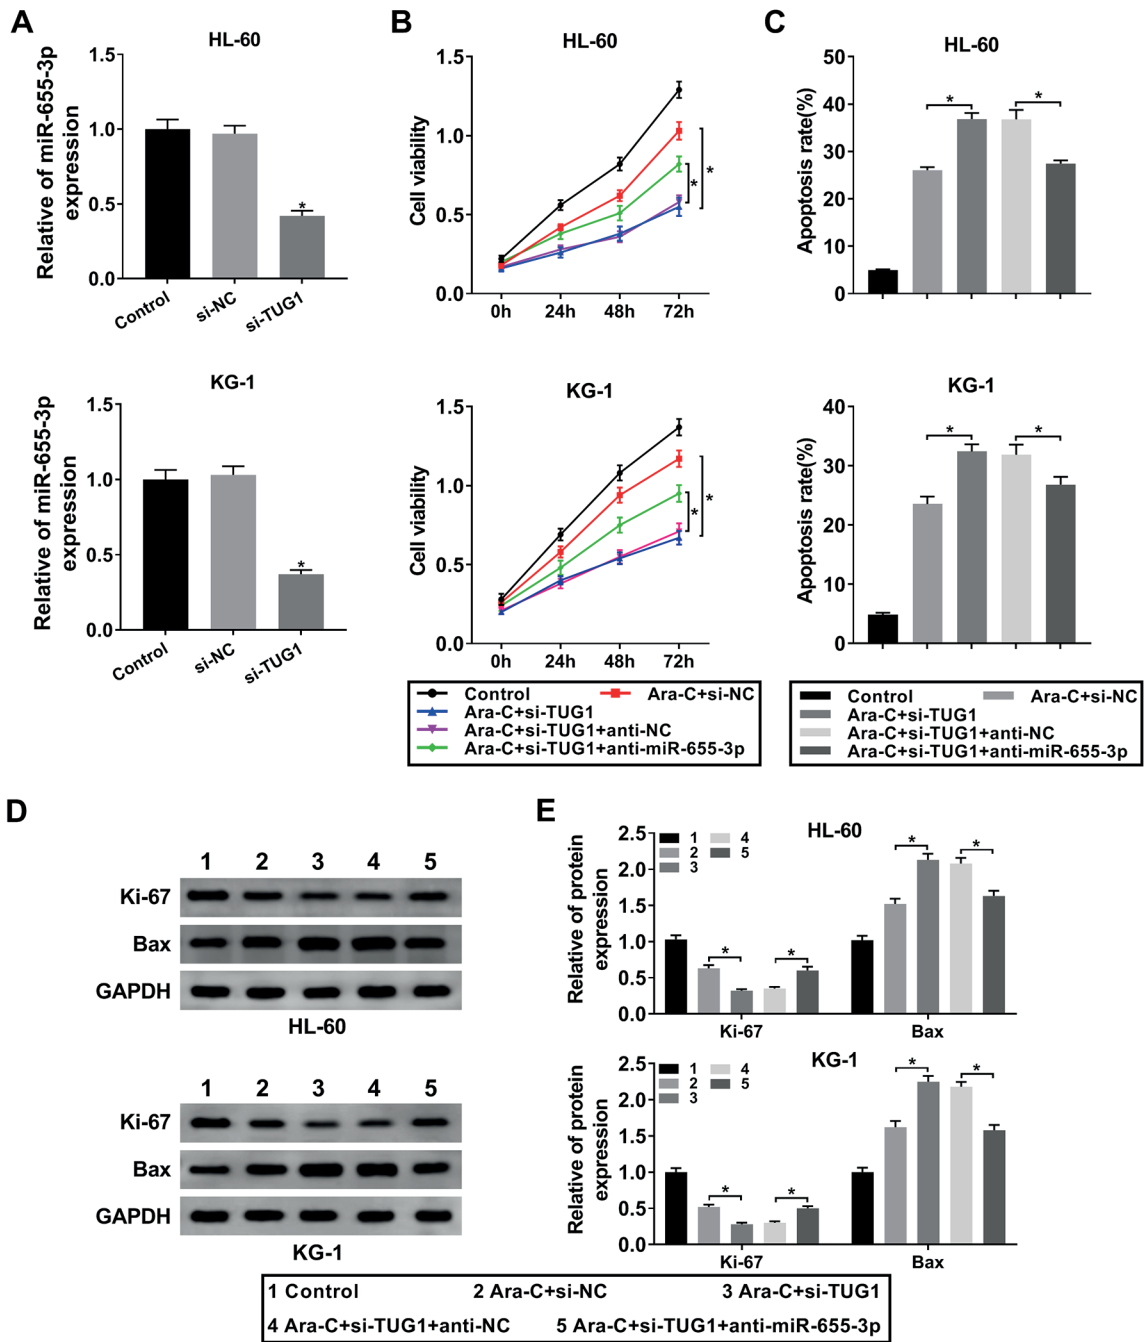 A
HL-60
Relative of miR-655-3p
expression
1.5
1.0
0.5
0.0
*
Control
si-NC
si-TUG1
KG-1
Relative of miR-655-3p
expression
1.5
1.0
0.5
0.0
*
Control
si-NC
si-TUG1
B
HL-60
Cell viability
1.5
1.0
0.5
0.0
* *
0h 24h 48h 72h
KG-1
Cell viability
1.5
1.0
0.5
0.0
* *
0h 24h 48h 72h
Control Ara-C+si-NC
Ara-C+si-TUG1
Ara-C+si-TUG1+anti-NC
Ara-C+si-TUG1+anti-miR-655-3p
C
HL-60
Apoptosis rate(%)
50
40
30
20
10
0
* *
KG-1
Apoptosis rate(%)
40
30
20
10
0
* *
Control Ara-C+si-NC
Ara-C+si-TUG1
Ara-C+si-TUG1+anti-NC
Ara-C+si-TUG1+anti-miR-655-3p
D
1 2 3 4 5
Ki-67
Bax
GAPDH
HL-60
1 2 3 4 5
Ki-67
Bax
GAPDH
KG-1
E
HL-60
Relative of protein
expression
2.5
2.0
1.5
1.0
0.5
0.0
1 4
2 5
3
* * * *
Ki-67 Bax
KG-1
Relative of protein
expression
2.5
2.0
1.5
1.0
0.5
0.0
1 4
2 5
3
* * * *
Ki-67 Bax
1 Control 2 Ara-C+si-NC 3 Ara-C+si-TUG1
4 Ara-C+si-TUG1+anti-NC 5 Ara-C+si-TUG1+anti-miR-655-3p